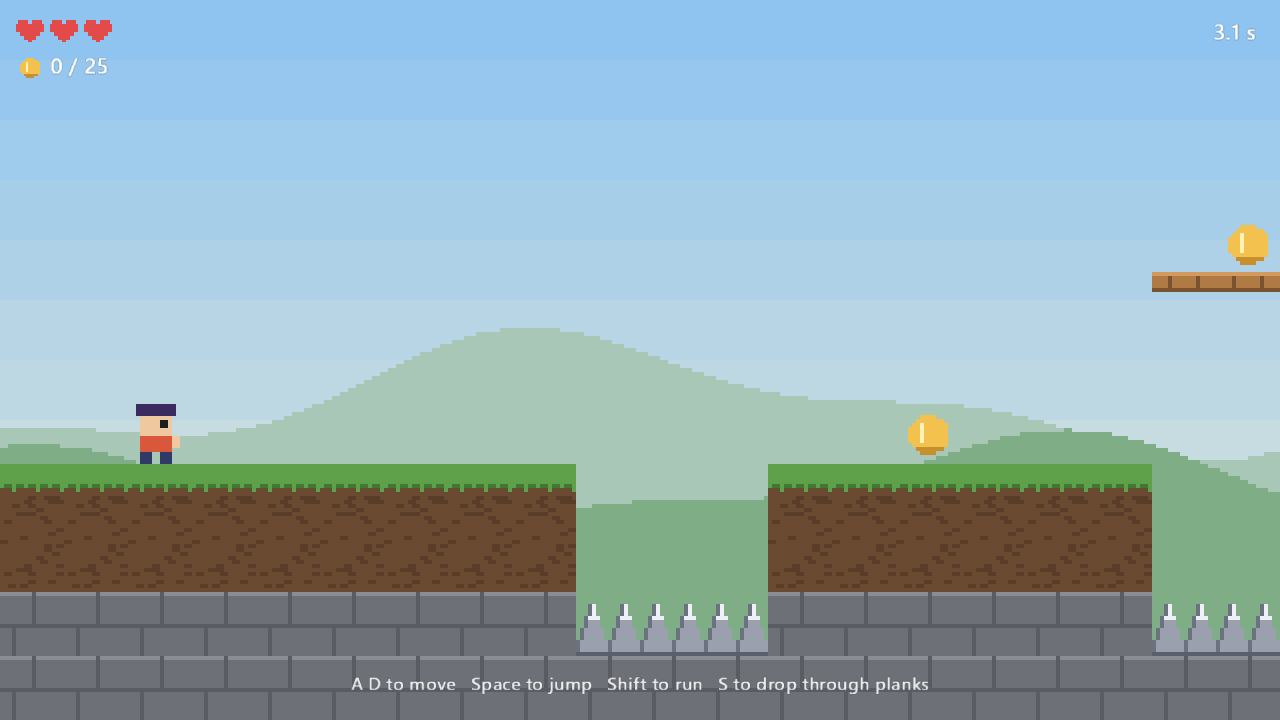 3.1 s
0 / 25
A D to move   Space to jump   Shift to run   S to drop through planks